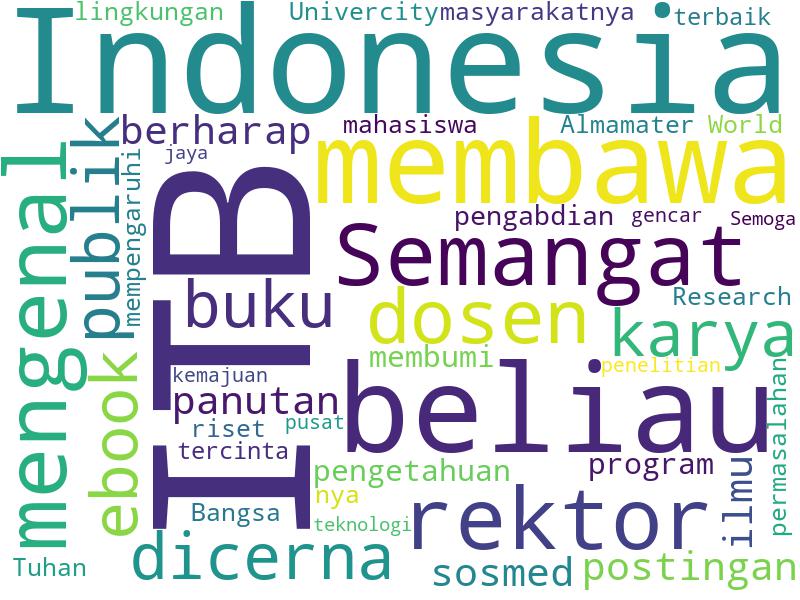 lingkungan
Univercity
masyarakatnya
terbaik
Indonesia
berharap
mahasiswa
Almamater
World
jaya
membawa
mengenal
publik
mempengaruhi
ITB
pengabdian
gencar
Semoga
Semangat
buku
Research
dosen
karya
membumi
penelitian
ebook
kemajuan
panutan
beliau
permasalahan
riset
pusat
tercinta
pengetahuan
program
ilmu
nya
rektor
Bangsa
teknologi
dicerna
Tuhan
sosmed
postingan